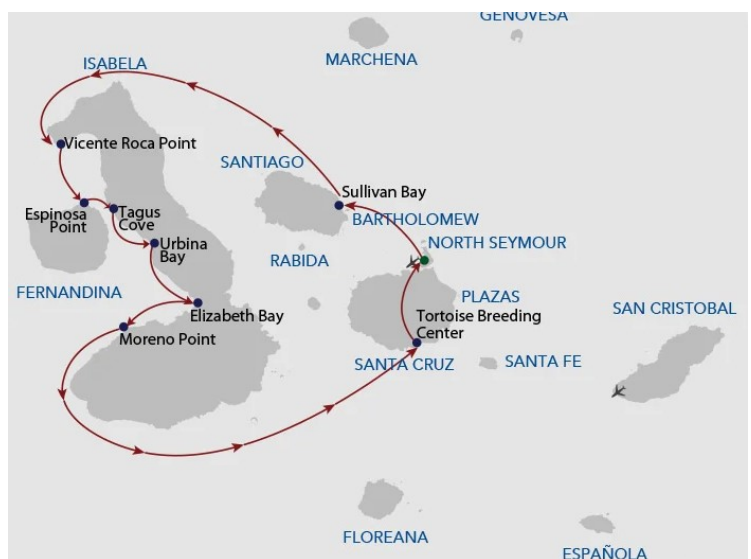 GENOVESA
MARCHENA
ISABELA
Vicente Roca Point
SANTIAGO
Sullivan Bay
Espinosa
Point
Tagus
Cove
BARTHOLOMEW
NORTH SEYMOUR
Urbina
Bay
RABIDA
FERNANDINA
PLAZAS
SAN CRISTOBAL
Elizabeth Bay
Tortoise Breeding
Center
Moreno Point
SANTA CRUZ
SANTA FE
FLOREANA
ESPAÑOLA